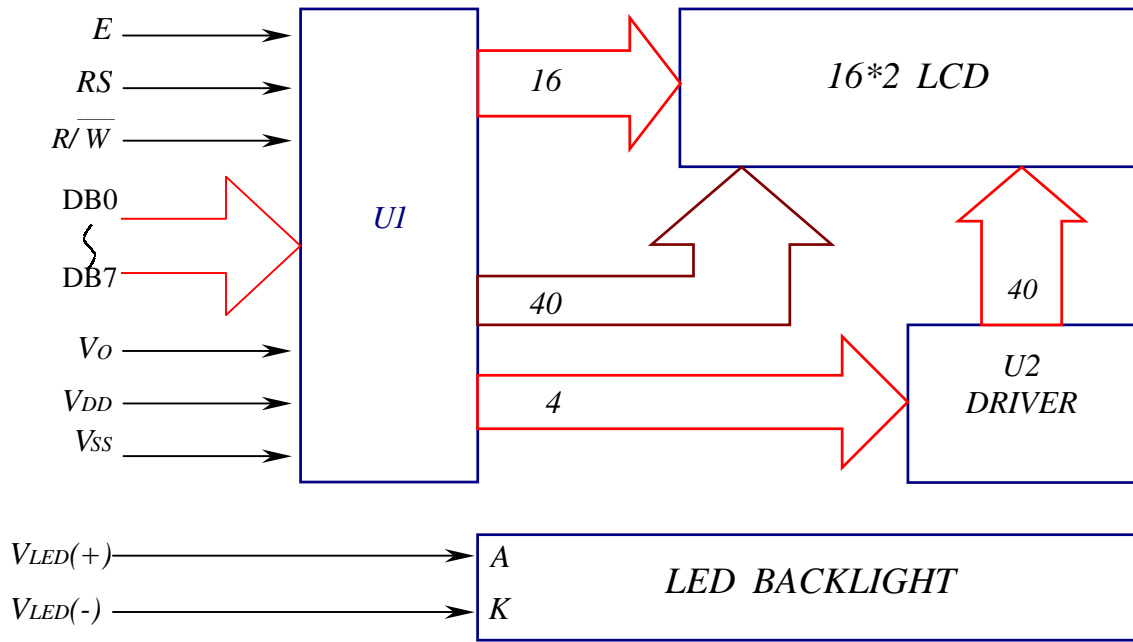 E
RS
R/W̅
DB0
DB7
VO
VDD
VSS
U1
16
16*2 LCD
40
40
4
U2
DRIVER
VLED(+)
VLED(-)
A
K
LED BACKLIGHT